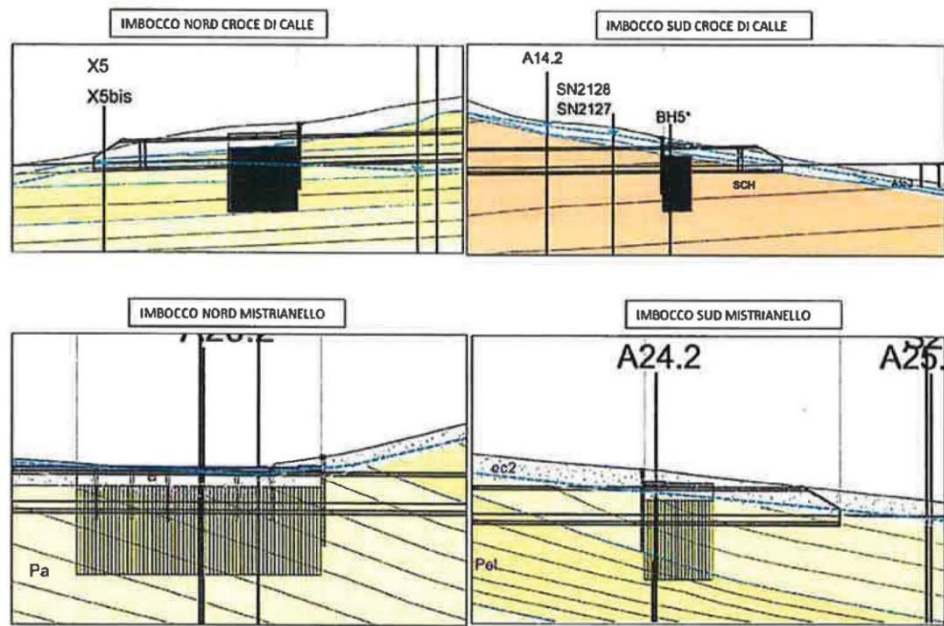 IMBOCCO NORD CROCE DI CALLE
IMBOCCO SUD CROCE DI CALLE
X5
X5bis
A14.2
SN2128
SN2127
BH5*
SCH
IMBOCCO NORD MISTRIANELLO
IMBOCCO SUD MISTRIANELLO
A24.2
A25.
ec2
Pa
Pel